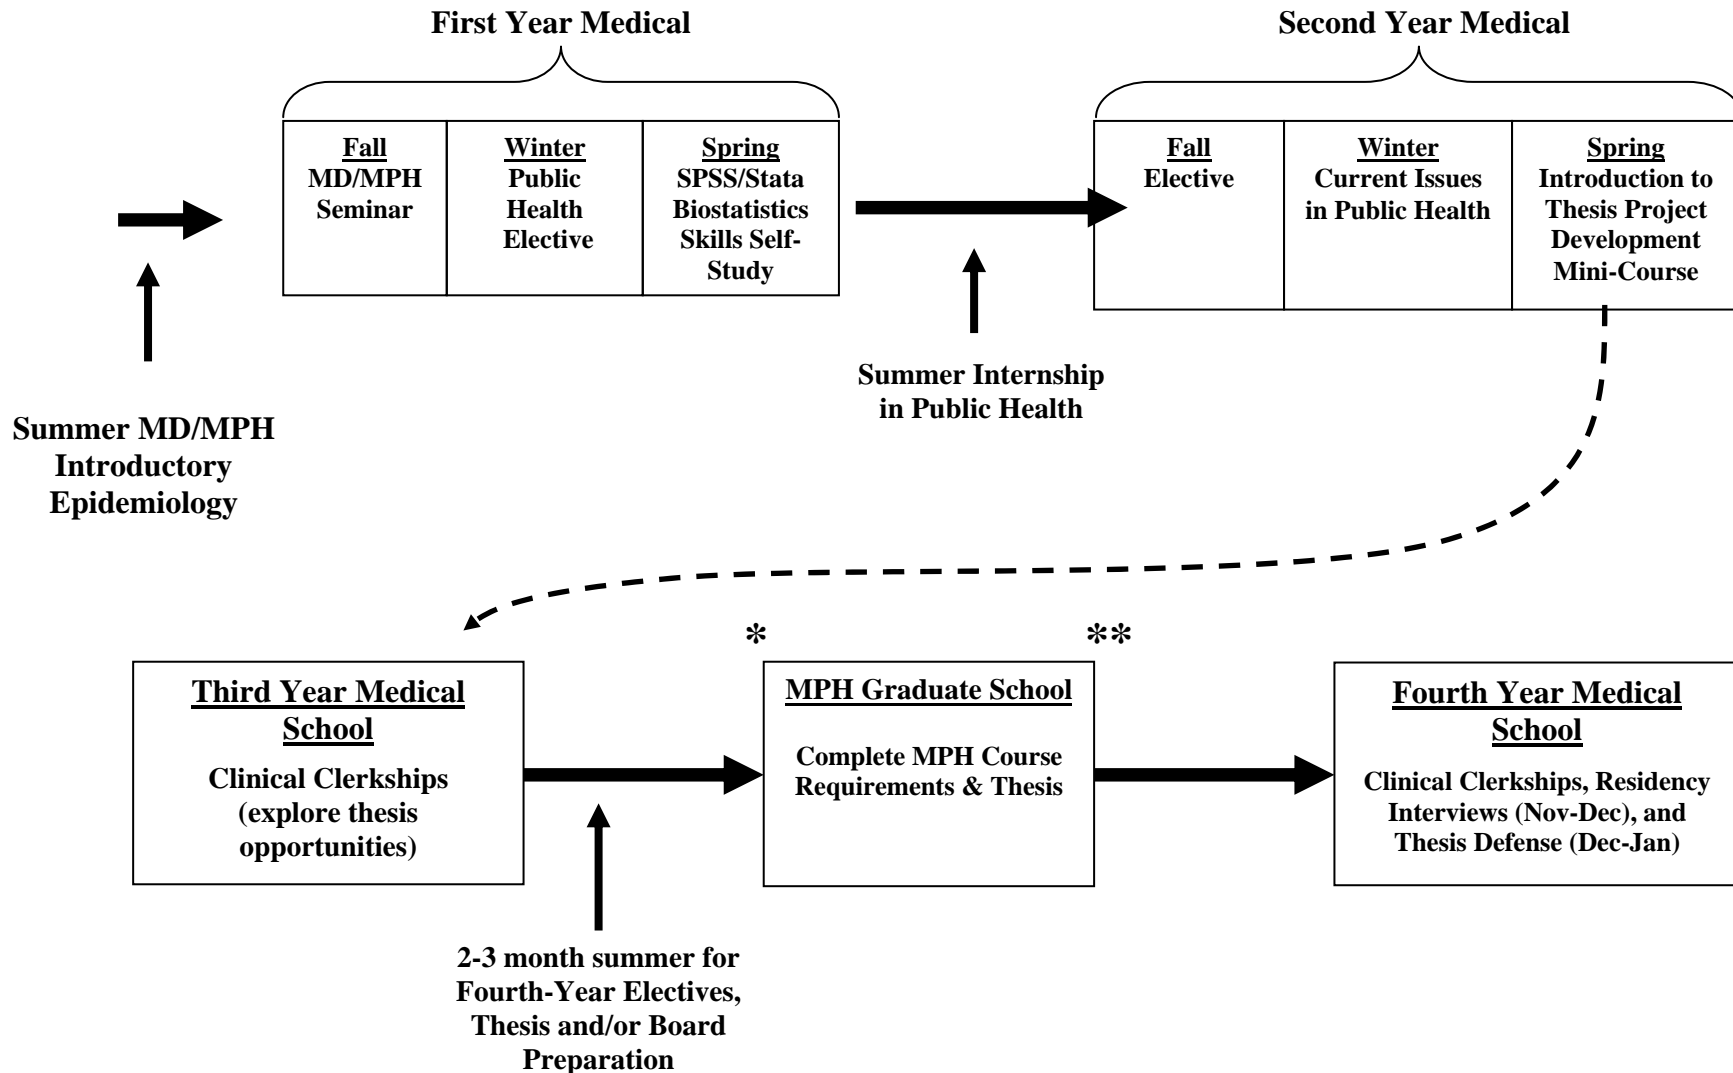 First Year Medical
Second Year Medical
Fall
MD/MPH
Seminar
Winter
Public
Health
Elective
Spring
SPSS/Stata
Biostatistics
Skills Self-
Study
Fall
Elective
Winter
Current Issues
in Public Health
Spring
Introduction to
Thesis Project
Development
Mini-Course
Summer MD/MPH
Introductory
Epidemiology
Summer Internship
in Public Health
*
**
Third Year Medical
School
Clinical Clerkships
(explore thesis
opportunities)
MPH Graduate School
Complete MPH Course
Requirements & Thesis
Fourth Year Medical
School
Clinical Clerkships, Residency
Interviews (Nov-Dec), and
Thesis Defense (Dec-Jan)
2-3 month summer for
Fourth-Year Electives,
Thesis and/or Board
Preparation